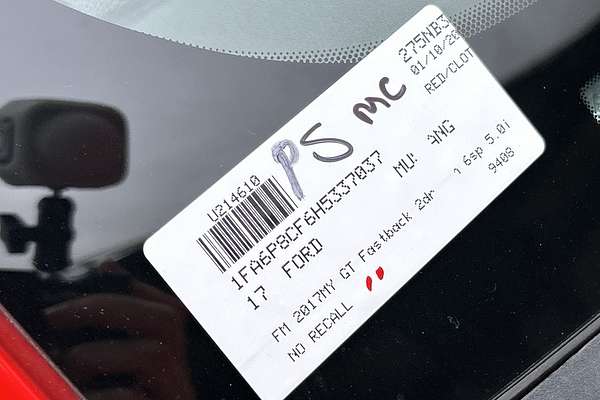 275NB3
01/10/20
RED/CLOT
PS MC
U214610
1FA6P8CF6H5337037
17 FORD MU: ANG
FM 2017MY GT Fastback 2dr 6sp 5.0i
NO RECALL 9408